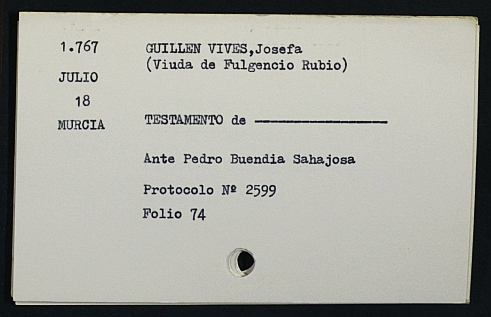 1.767 GUILLEN VIVES,Josefa
(Viuda de Fulgencio Rubio)
JULIO
18
MURCIA TESTAMENTO de ----------------
Ante Pedro Buendia Sahajosa
Protocolo Nº 2599
Folio 74